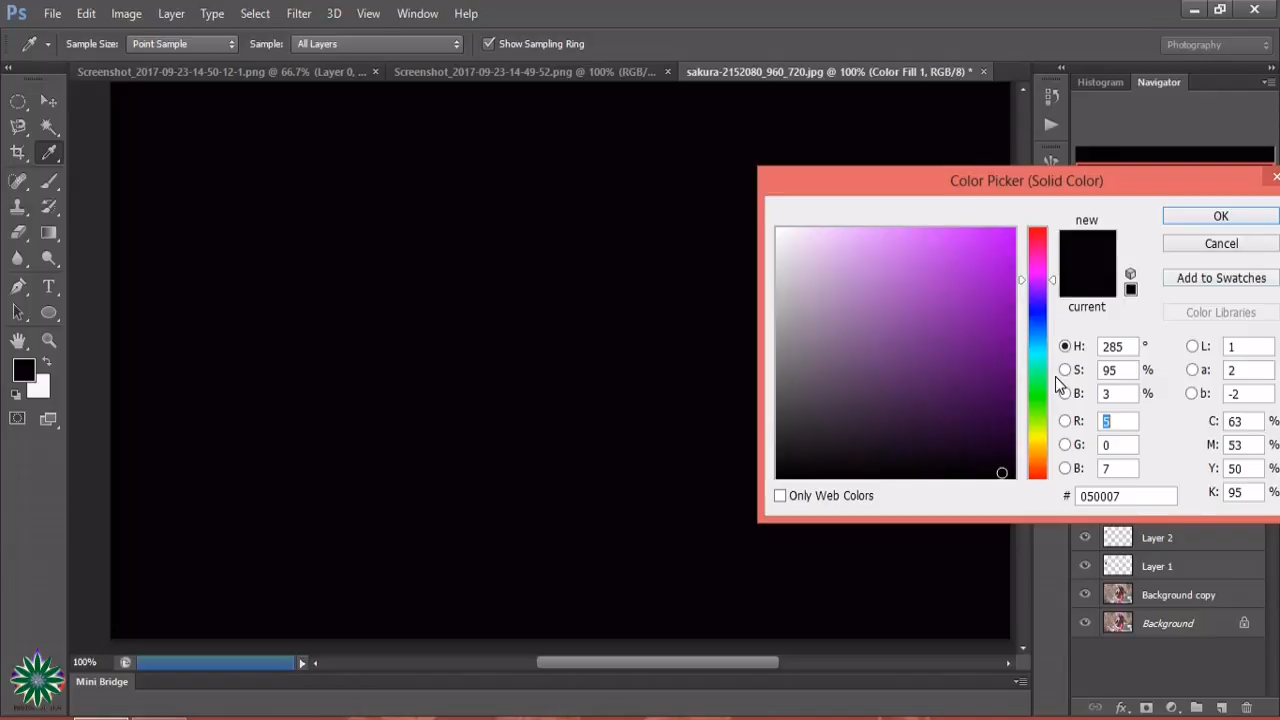 Ps File Edit Image Layer Type Select Filter 3D View Window Help
Sample Size: Point Sample Sample: All Layers Show Sampling Ring Photography
Screenshot_2017-09-23-14-50-12-1.png @ 66.7% (Layer 0, ... × Screenshot_2017-09-23-14-49-52.png @ 100% (RGB/... × sakura-2152080_960_720.jpg @ 100% (Color Fill 1, RGB/8) * ×
Histogram Navigator
Color Picker (Solid Color)
new
OK
Cancel
Add to Swatches
current
Color Libraries
H: 285 ° L: 1
S: 95 % a: 2
B: 3 % b: -2
R: 5 C: 63 %
G: 0 M: 53 %
B: 7 Y: 50 %
# 050007 K: 95 %
Only Web Colors
Layer 2
Layer 1
Background copy
Background
100%
Mini Bridge